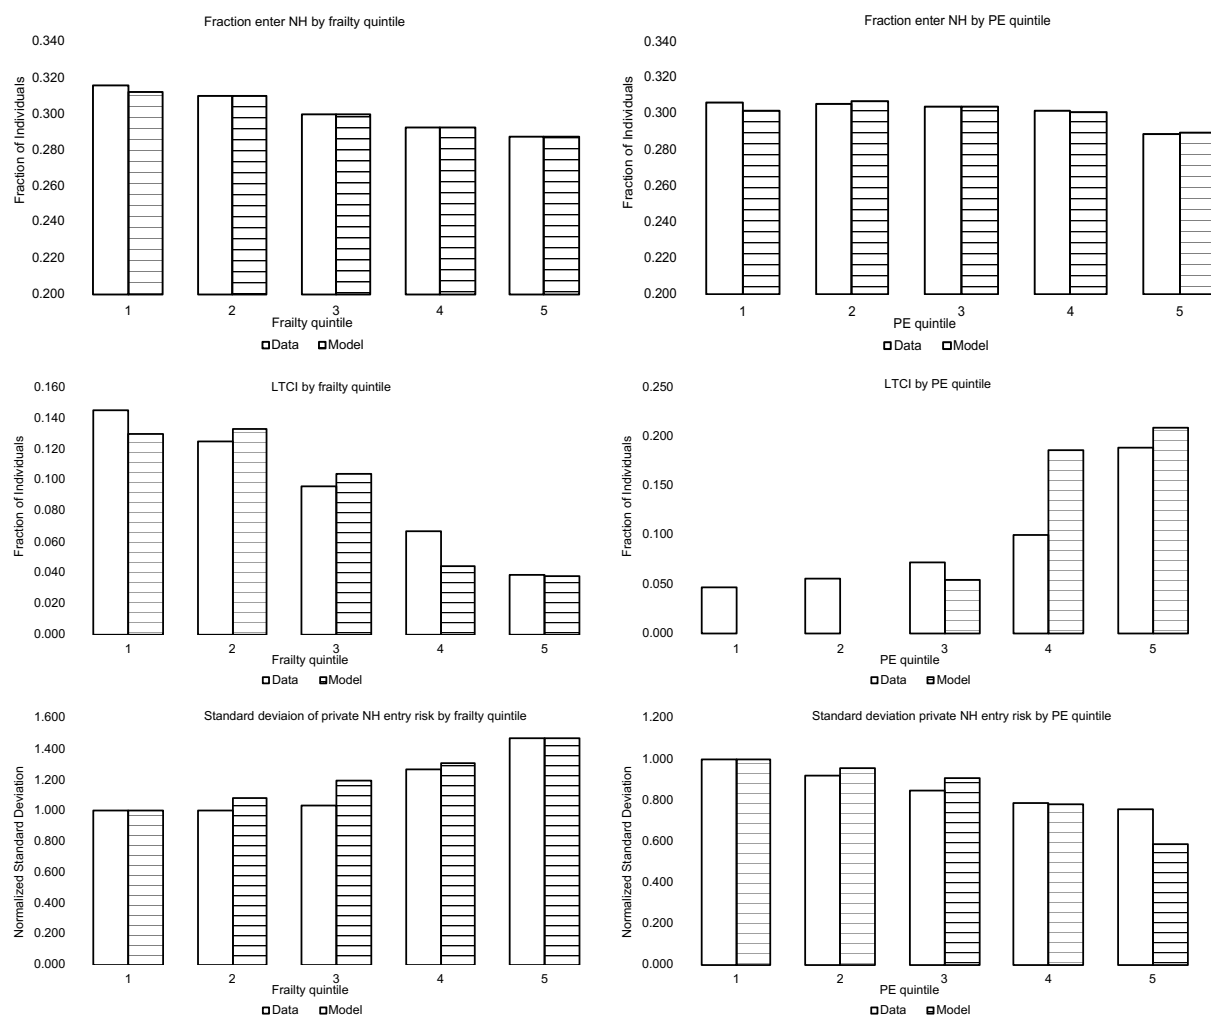 Fraction enter NH by frailty quintile
0.340
0.320
0.300
0.280
0.260
0.240
0.220
0.200
Fraction of Individuals
1 2 3 4 5
Frailty quintile
Data Model
Fraction enter NH by PE quintile
0.340
0.320
0.300
0.280
0.260
0.240
0.220
0.200
Fraction of Individuals
1 2 3 4 5
PE quintile
Data Model
LTCI by frailty quintile
0.160
0.140
0.120
0.100
0.080
0.060
0.040
0.020
0.000
Fraction of Individuals
1 2 3 4 5
Frailty quintile
Data Model
LTCI by PE quintile
0.250
0.200
0.150
0.100
0.050
0.000
Fraction of Individuals
1 2 3 4 5
PE quintile
Data Model
Standard deviaion of private NH entry risk by frailty quintile
1.600
1.400
1.200
1.000
0.800
0.600
0.400
0.200
0.000
Normalized Standard Deviation
1 2 3 4 5
Frailty quintile
Data Model
Standard deviation private NH entry risk by PE quintile
1.200
1.000
0.800
0.600
0.400
0.200
0.000
Normalized Standard Deviation
1 2 3 4 5
PE quintile
Data Model